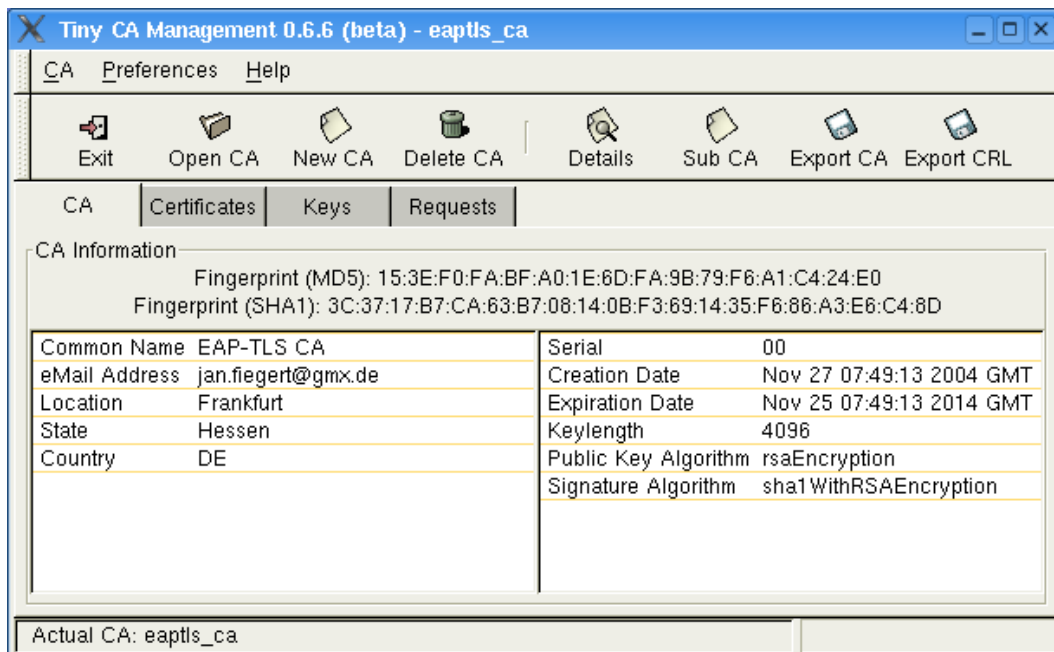 Tiny CA Management 0.6.6 (beta) - eaptls_ca
CA Preferences Help
Exit Open CA New CA Delete CA Details Sub CA Export CA Export CRL
CA Certificates Keys Requests
CA Information
Fingerprint (MD5): 15:3E:F0:FA:BF:A0:1E:6D:FA:9B:79:F6:A1:C4:24:E0
Fingerprint (SHA1): 3C:37:17:B7:CA:63:B7:08:14:0B:F3:69:14:35:F6:86:A3:E6:C4:8D
Common Name EAP-TLS CA
eMail Address jan.fiegert@gmx.de
Location Frankfurt
State Hessen
Country DE
Serial 00
Creation Date Nov 27 07:49:13 2004 GMT
Expiration Date Nov 25 07:49:13 2014 GMT
Keylength 4096
Public Key Algorithm rsaEncryption
Signature Algorithm sha1WithRSAEncryption
Actual CA: eaptls_ca